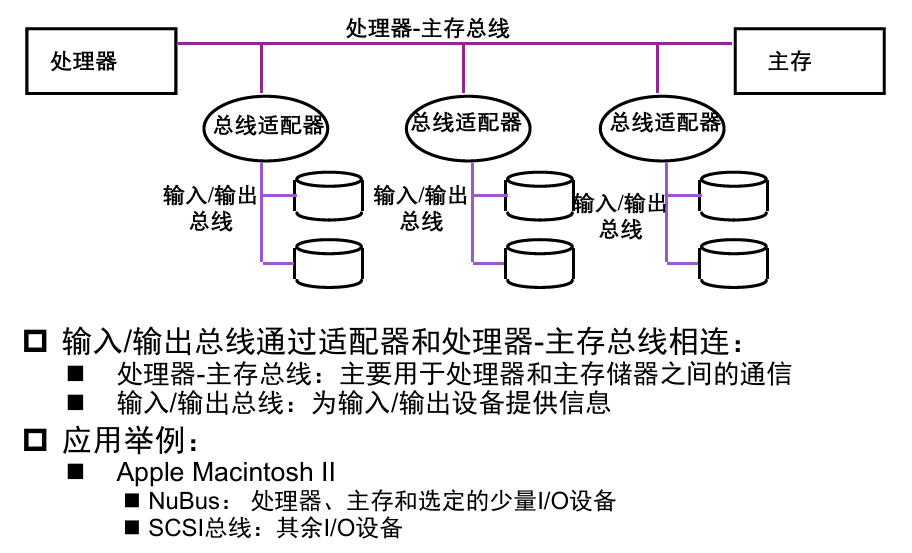 处理器-主存总线
处理器
主存
总线适配器
总线适配器
总线适配器
输入/输出
总线
输入/输出
总线
输入/输出
总线
输入/输出总线通过适配器和处理器-主存总线相连：
处理器-主存总线：主要用于处理器和主存储器之间的通信
输入/输出总线：为输入/输出设备提供信息
应用举例：
Apple Macintosh II
NuBus： 处理器、主存和选定的少量I/O设备
SCSI总线：其余I/O设备